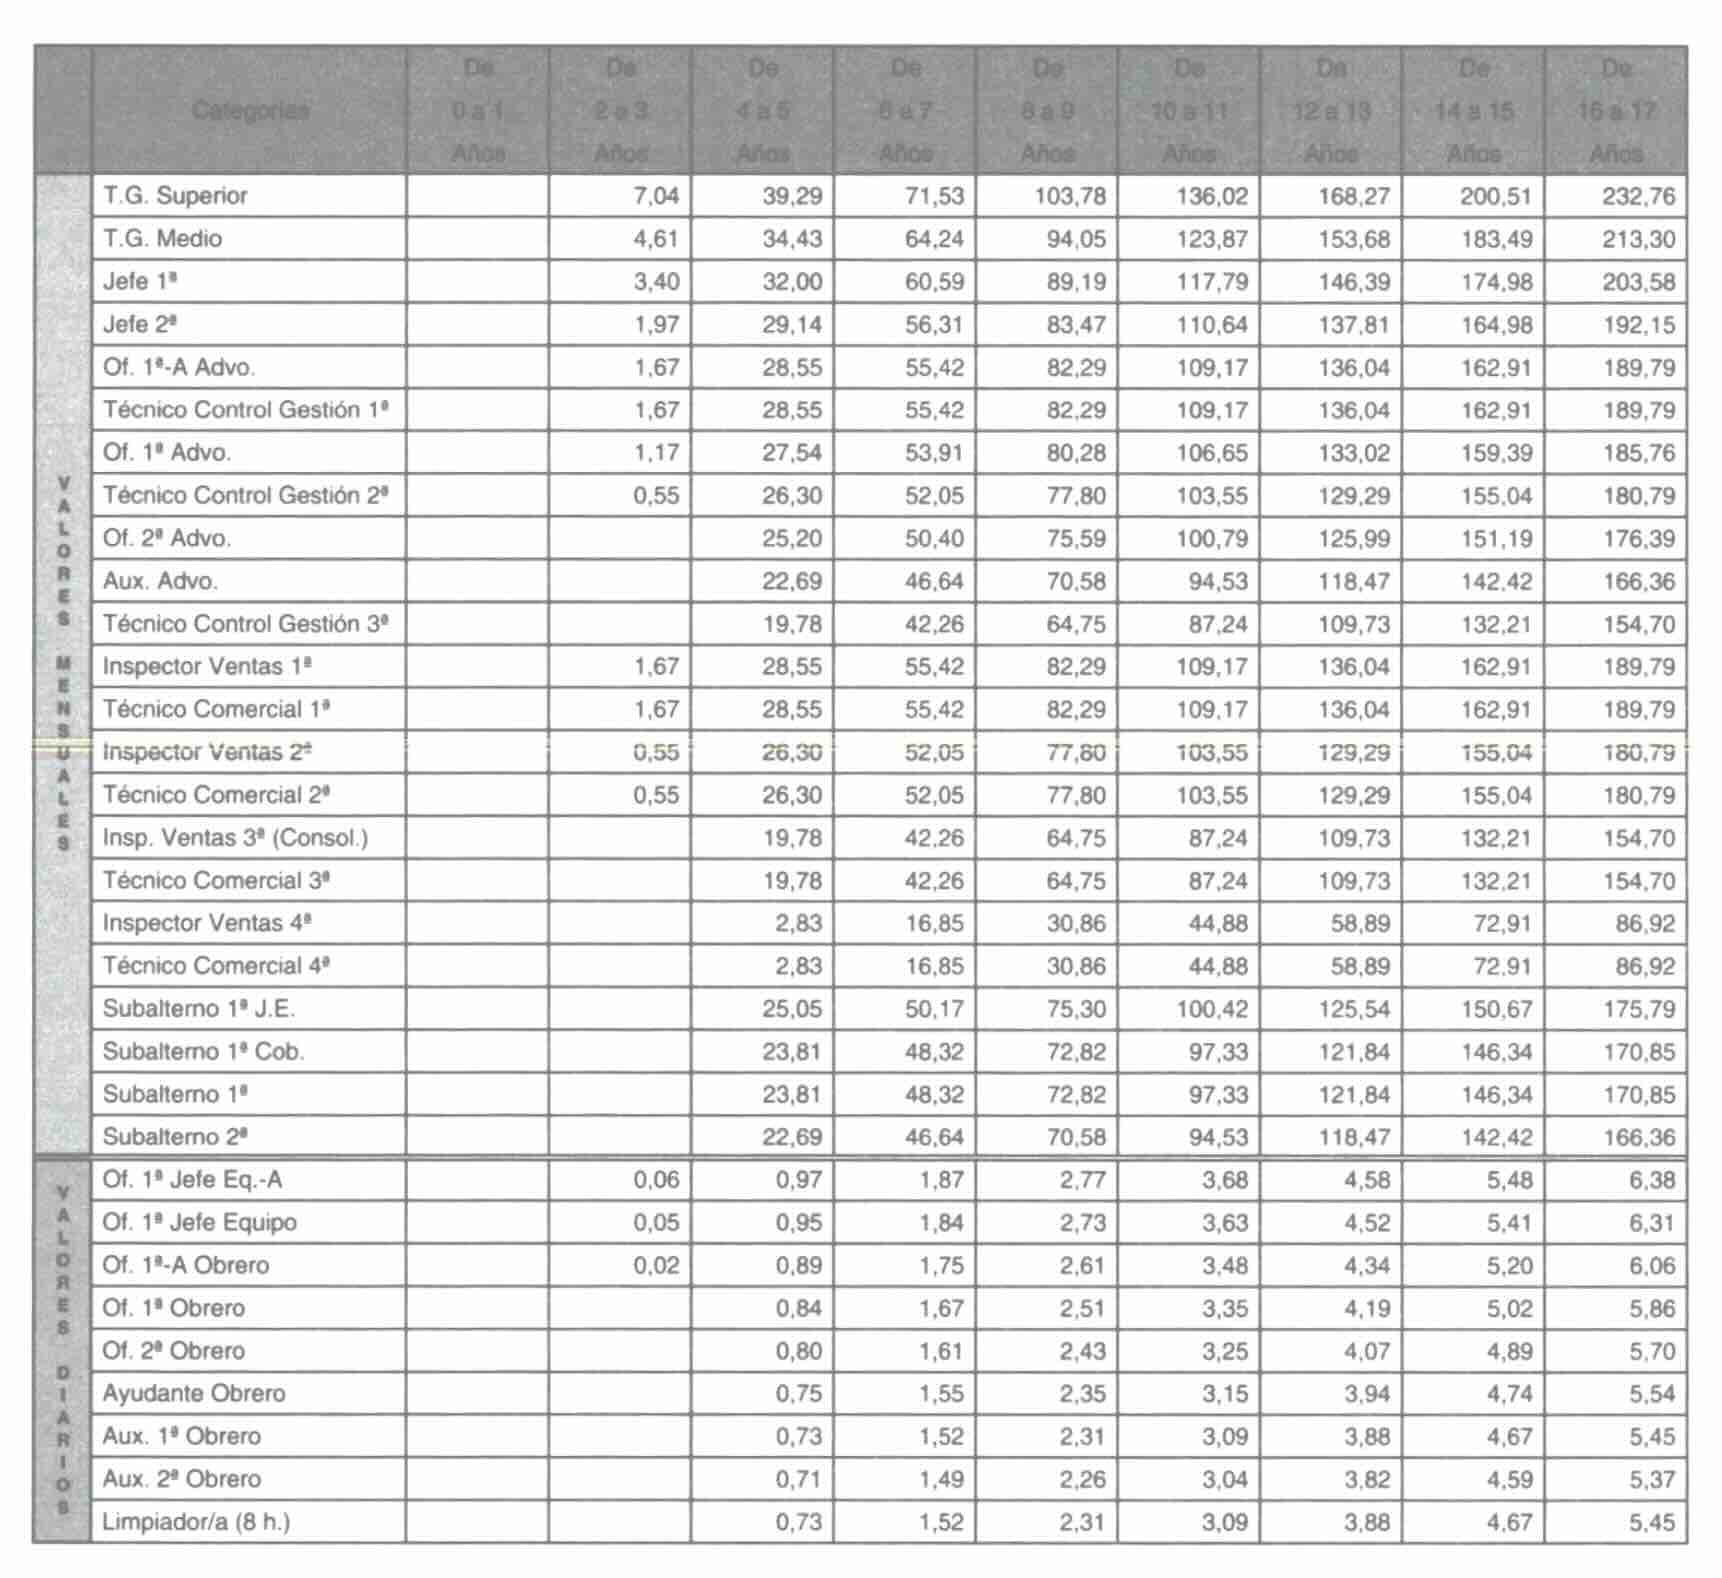 Categorías De 0 a 1 Años De 2 a 3 Años De 4 a 5 Años De 6 a 7 Años De 8 a 9 Años De 10 a 11 Años De 12 a 13 Años De 14 a 15 Años De 16 a 17 Años
VALORES MENSUALES
T.G. Superior 7,04 39,29 71,53 103,78 136,02 168,27 200,51 232,76
T.G. Medio 4,61 34,43 64,24 94,05 123,87 153,68 183,49 213,30
Jefe 1ª 3,40 32,00 60,59 89,19 117,79 146,39 174,98 203,58
Jefe 2ª 1,97 29,14 56,31 83,47 110,64 137,81 164,98 192,15
Of. 1ª-A Advo. 1,67 28,55 55,42 82,29 109,17 136,04 162,91 189,79
Técnico Control Gestión 1ª 1,67 28,55 55,42 82,29 109,17 136,04 162,91 189,79
Of. 1ª Advo. 1,17 27,54 53,91 80,28 106,65 133,02 159,39 185,76
Técnico Control Gestión 2ª 0,55 26,30 52,05 77,80 103,55 129,29 155,04 180,79
Of. 2ª Advo. 25,20 50,40 75,59 100,79 125,99 151,19 176,39
Aux. Advo. 22,69 46,64 70,58 94,53 118,47 142,42 166,36
Técnico Control Gestión 3ª 19,78 42,26 64,75 87,24 109,73 132,21 154,70
Inspector Ventas 1ª 1,67 28,55 55,42 82,29 109,17 136,04 162,91 189,79
Técnico Comercial 1ª 1,67 28,55 55,42 82,29 109,17 136,04 162,91 189,79
Inspector Ventas 2ª 0,55 26,30 52,05 77,80 103,55 129,29 155,04 180,79
Técnico Comercial 2ª 0,55 26,30 52,05 77,80 103,55 129,29 155,04 180,79
Insp. Ventas 3ª (Consol.) 19,78 42,26 64,75 87,24 109,73 132,21 154,70
Técnico Comercial 3ª 19,78 42,26 64,75 87,24 109,73 132,21 154,70
Inspector Ventas 4ª 2,83 16,85 30,86 44,88 58,89 72,91 86,92
Técnico Comercial 4ª 2,83 16,85 30,86 44,88 58,89 72,91 86,92
Subalterno 1ª J.E. 25,05 50,17 75,30 100,42 125,54 150,67 175,79
Subalterno 1ª Cob. 23,81 48,32 72,82 97,33 121,84 146,34 170,85
Subalterno 1ª 23,81 48,32 72,82 97,33 121,84 146,34 170,85
Subalterno 2ª 22,69 46,64 70,58 94,53 118,47 142,42 166,36
VALORES DIARIOS
Of. 1ª Jefe Eq.-A 0,06 0,97 1,87 2,77 3,68 4,58 5,48 6,38
Of. 1ª Jefe Equipo 0,05 0,95 1,84 2,73 3,63 4,52 5,41 6,31
Of. 1ª-A Obrero 0,02 0,89 1,75 2,61 3,48 4,34 5,20 6,06
Of. 1ª Obrero 0,84 1,67 2,51 3,35 4,19 5,02 5,86
Of. 2ª Obrero 0,80 1,61 2,43 3,25 4,07 4,89 5,70
Ayudante Obrero 0,75 1,55 2,35 3,15 3,94 4,74 5,54
Aux. 1ª Obrero 0,73 1,52 2,31 3,09 3,88 4,67 5,45
Aux. 2ª Obrero 0,71 1,49 2,26 3,04 3,82 4,59 5,37
Limpiador/a (8 h.) 0,73 1,52 2,31 3,09 3,88 4,67 5,45